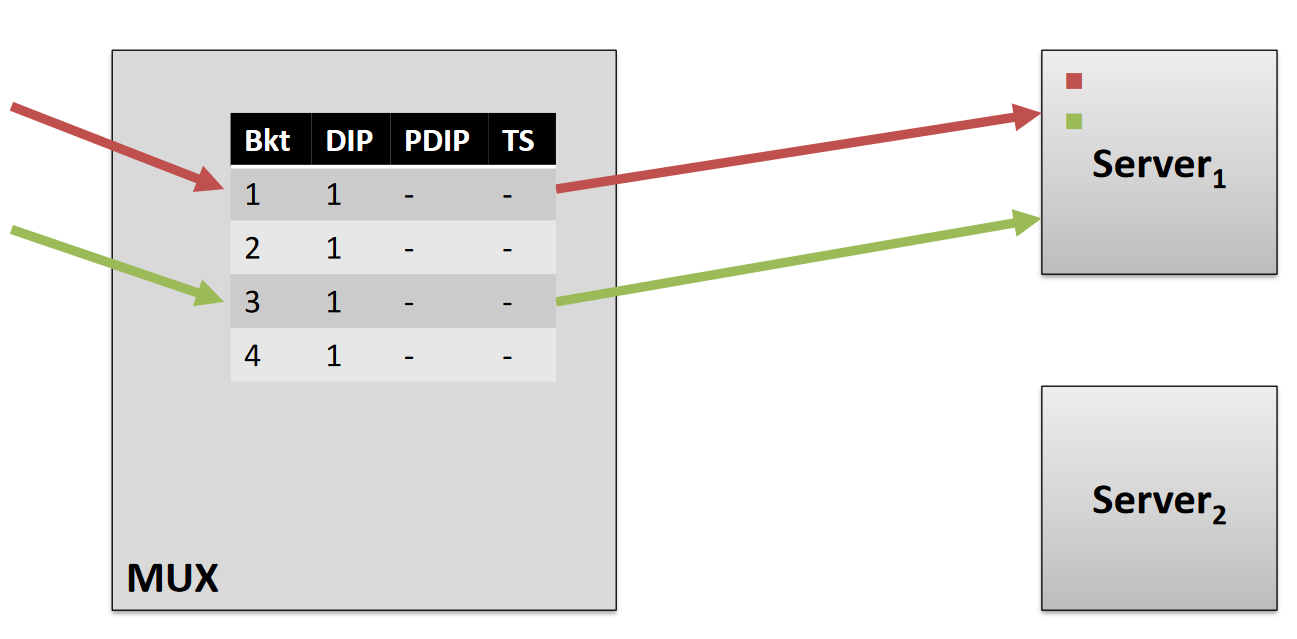 Bkt DIP PDIP TS
1 1 - -
2 1 - -
3 1 - -
4 1 - -
MUX
Server1
Server2